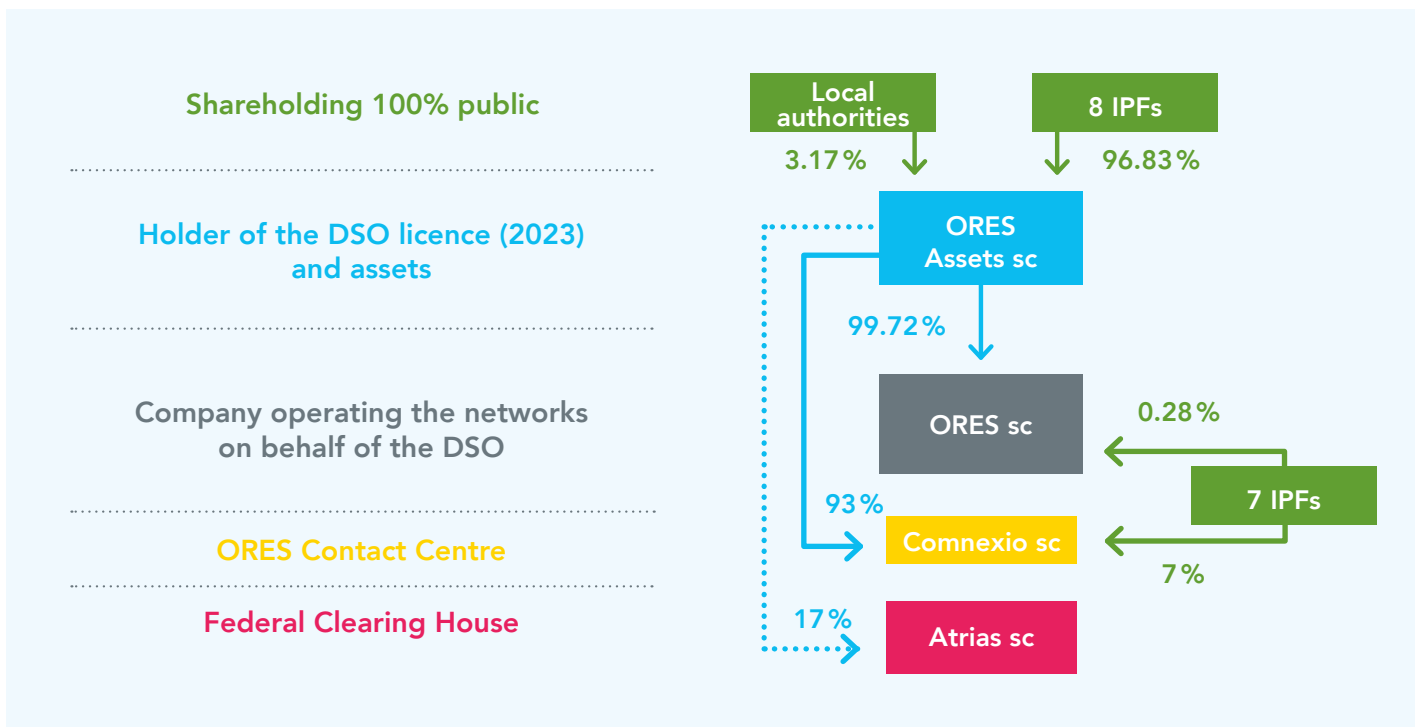 Shareholding 100% public
Local
authorities
8 IPFs
3.17%
96.83%
Holder of the DSO licence (2023)
and assets
ORES
Assets sc
99.72%
Company operating the networks
on behalf of the DSO
ORES sc
0.28%
7 IPFs
93%
ORES Contact Centre
Comnexio sc
7%
Federal Clearing House
17%
Atrias sc